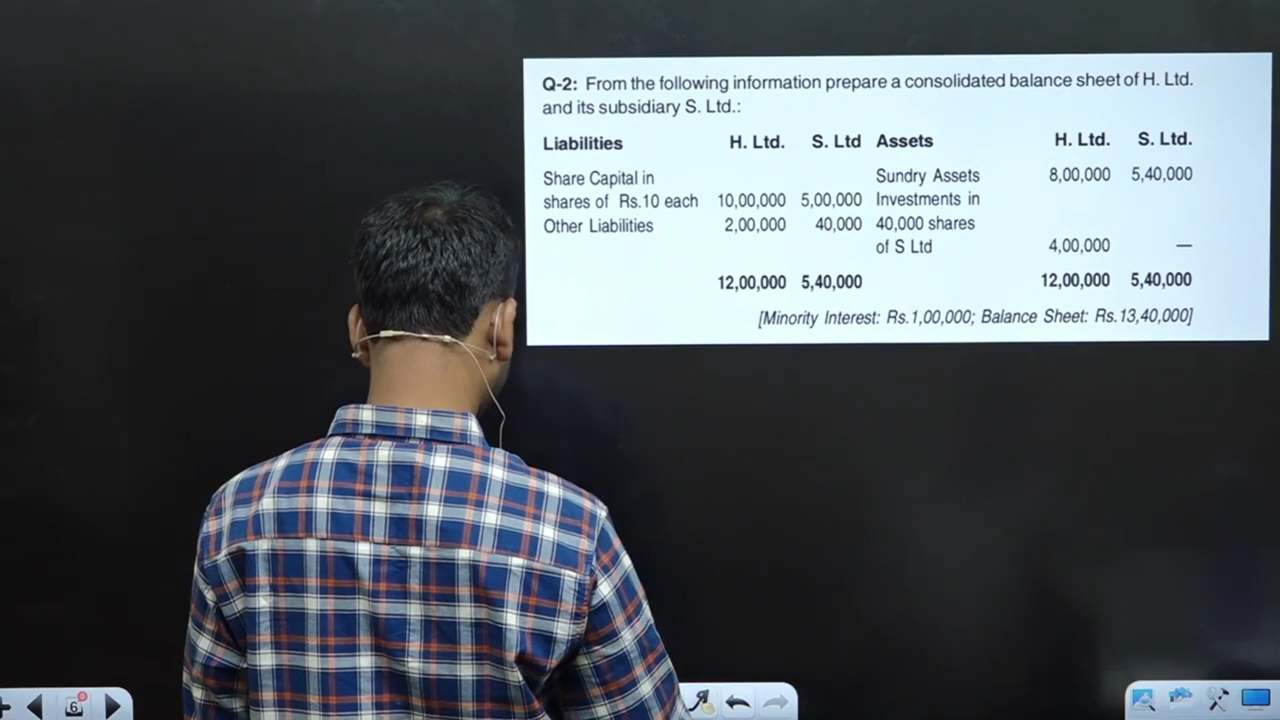 Q-2: From the following information prepare a consolidated balance sheet of H. Ltd.
and its subsidiary S. Ltd.:
Liabilities H. Ltd. S. Ltd Assets H. Ltd. S. Ltd.
Share Capital in Sundry Assets 8,00,000 5,40,000
shares of Rs.10 each 10,00,000 5,00,000 Investments in
Other Liabilities 2,00,000 40,000 40,000 shares
of S Ltd 4,00,000 —
12,00,000 5,40,000 12,00,000 5,40,000
[Minority Interest: Rs.1,00,000; Balance Sheet: Rs.13,40,000]
6